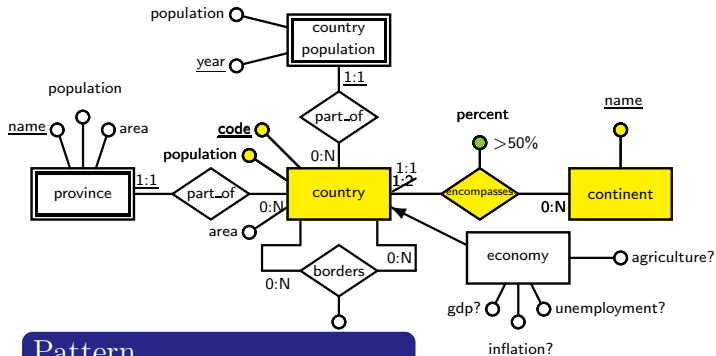 population
country
population
year
1:1
population
name
area
part_of
code
population
0:N
percent
>50%
name
province
1:1
part_of
0:N
country
1:1
1:2
encompasses
0:N
continent
area
0:N
borders
0:N
economy
agriculture?
gdp?
unemployment?
inflation?
Pattern